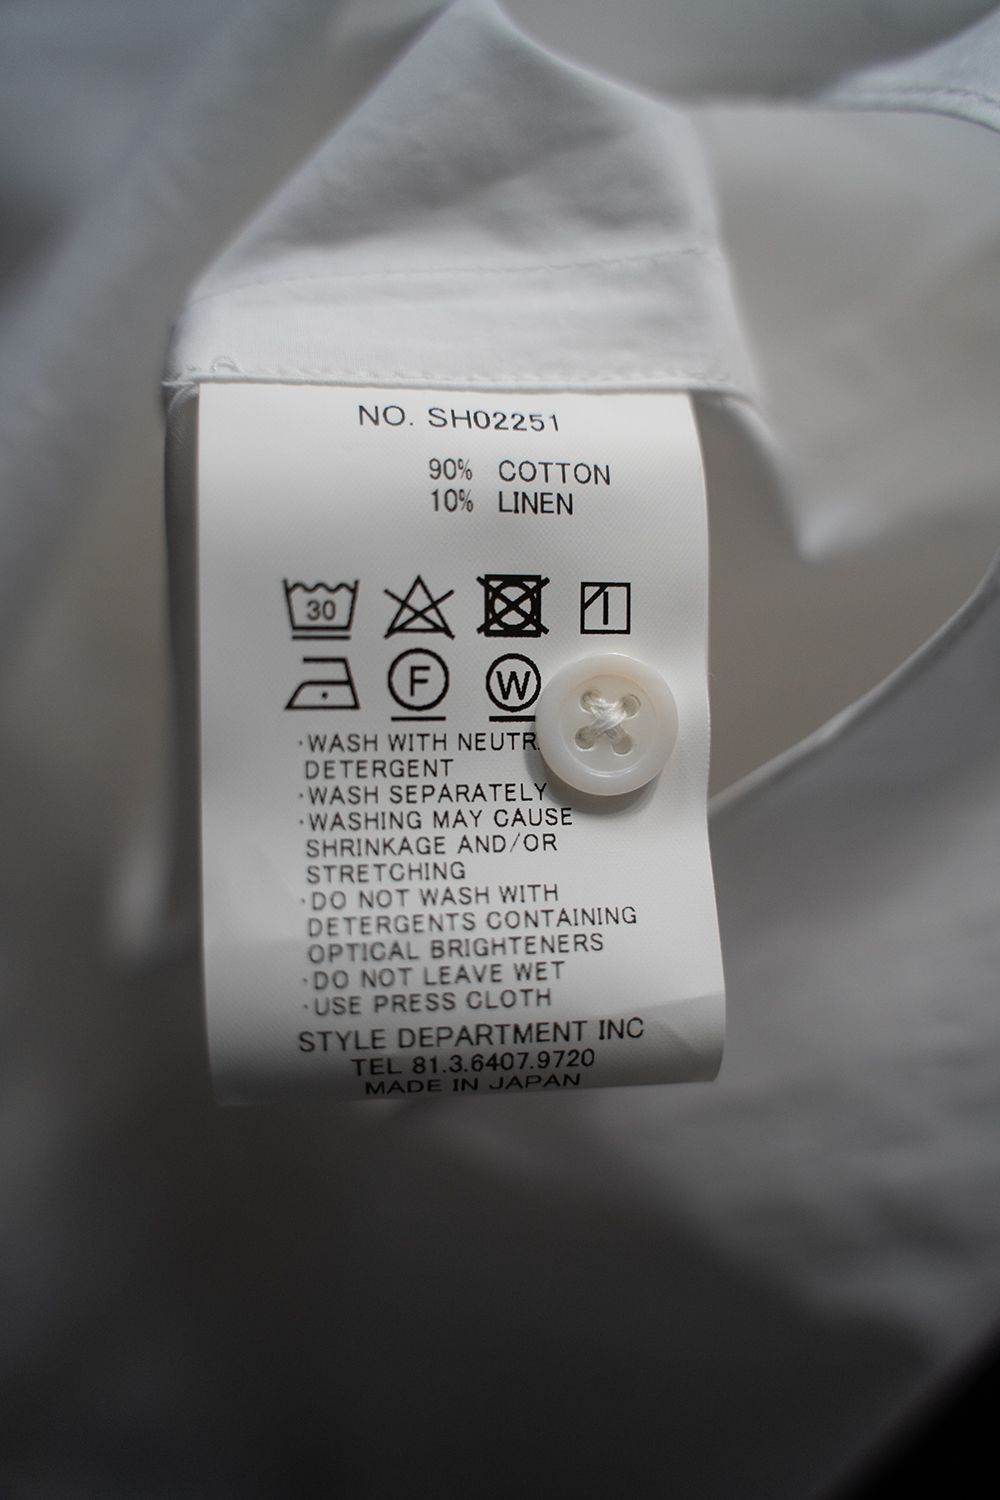 NO. SH02251
90% COTTON
10% LINEN
30
F
W
·WASH WITH
DETERGENT
·WASH SEPARATELY
·WASHING MAY CAUSE
SHRINKAGE AND/OR
STRETCHING
·DO NOT WASH WITH
DETERGENTS CONTAINING
OPTICAL BRIGHTENERS
·DO NOT LEAVE WET
·USE PRESS CLOTH
STYLE DEPARTMENT INC
TEL 81.3.6407.9720
MADE IN JAPAN